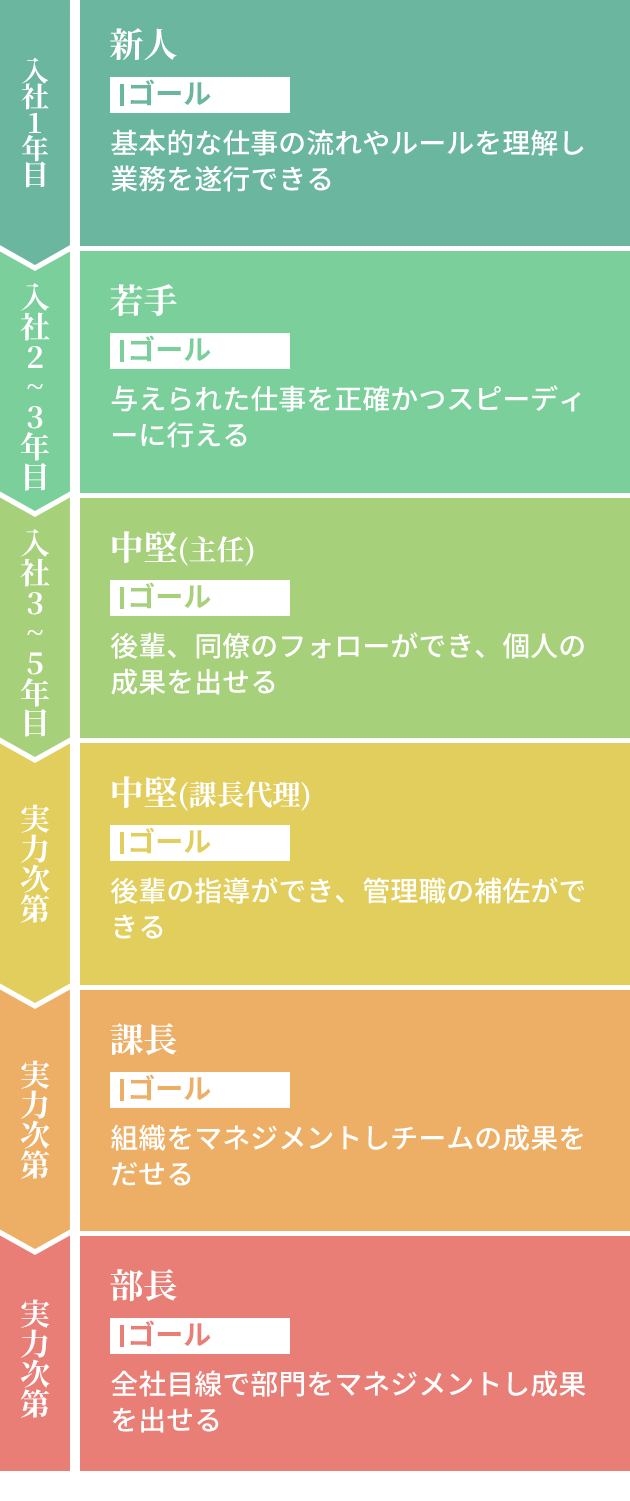 入社1年目
新人
ゴール
基本的な仕事の流れやルールを理解し
業務を遂行できる
入社2~3年目
若手
ゴール
与えられた仕事を正確かつスピーディ
ーに行える
入社3~5年目
中堅(主任)
ゴール
後輩、同僚のフォローができ、個人の
成果を出せる
実力次第
中堅(課長代理)
ゴール
後輩の指導ができ、管理職の補佐がで
きる
実力次第
課長
ゴール
組織をマネジメントしチームの成果を
だせる
実力次第
部長
ゴール
全社目線で部門をマネジメントし成果
を出せる